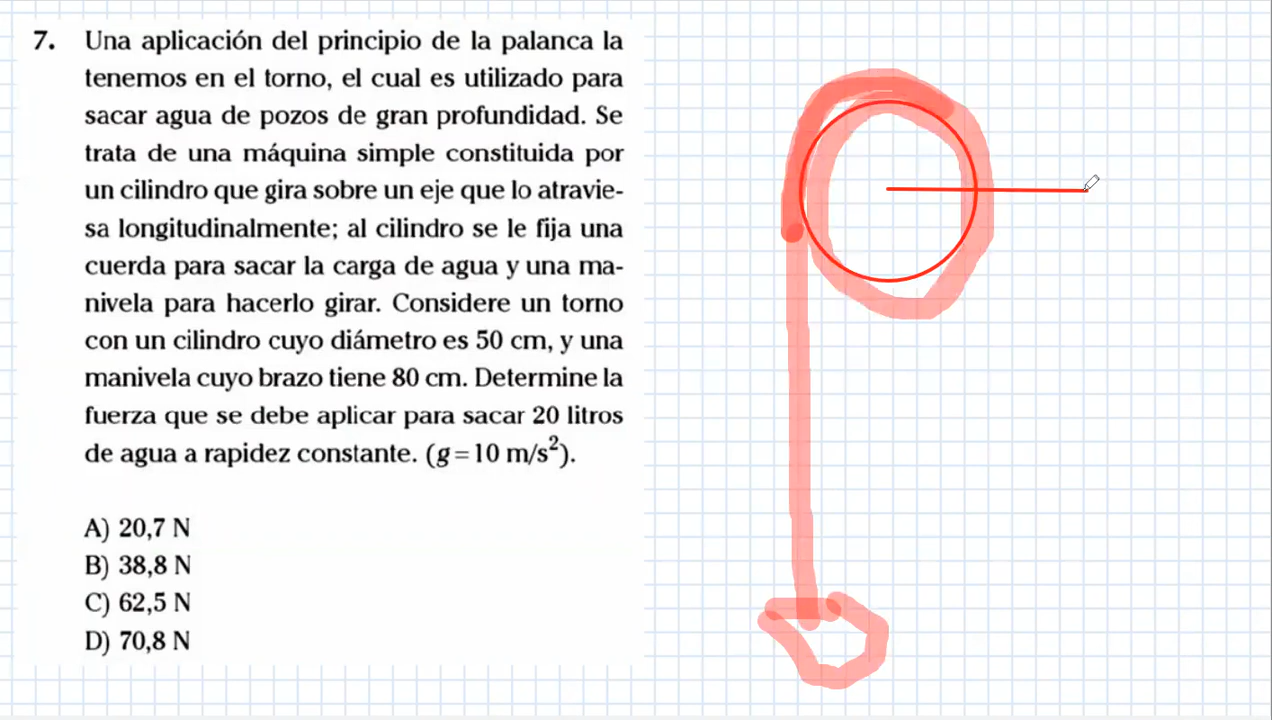 7. Una aplicación del principio de la palanca la
tenemos en el torno, el cual es utilizado para
sacar agua de pozos de gran profundidad. Se
trata de una máquina simple constituida por
un cilindro que gira sobre un eje que lo atravie-
sa longitudinalmente; al cilindro se le fija una
cuerda para sacar la carga de agua y una ma-
nivela para hacerlo girar. Considere un torno
con un cilindro cuyo diámetro es 50 cm, y una
manivela cuyo brazo tiene 80 cm. Determine la
fuerza que se debe aplicar para sacar 20 litros
de agua a rapidez constante. (g=10 m/s²).
A) 20,7 N
B) 38,8 N
C) 62,5 N
D) 70,8 N